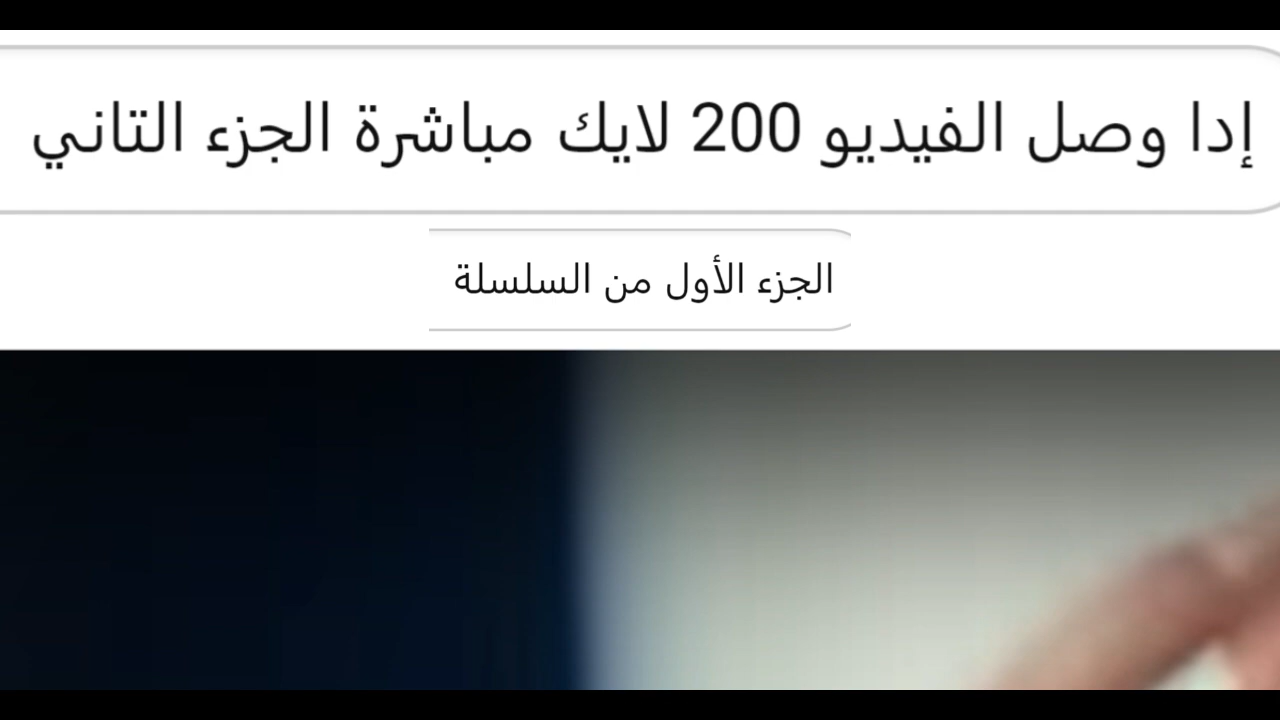 إدا وصل الفيديو 200 لايك مباشرة الجزء التاني
الجزء الأول من السلسلة